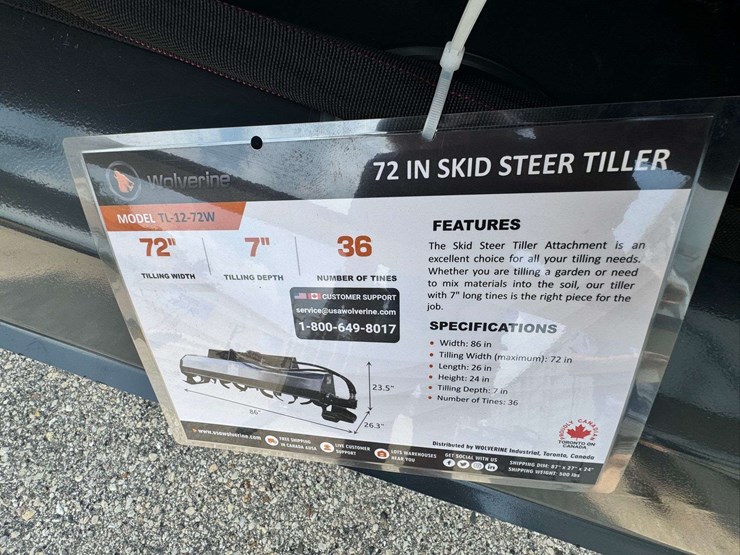 Wolverine
72 IN SKID STEER TILLER
MODEL TL-12-72W
72"
7"
36
TILLING WIDTH
TILLING DEPTH
NUMBER OF TINES
CUSTOMER SUPPORT
service@usawolverine.com
1-800-649-8017
23.5"
86"
26.3"
FEATURES
The Skid Steer Tiller Attachment is an
excellent choice for all your tilling needs.
Whether you are tilling a garden or need
to mix materials into the soil, our tiller
with 7" long tines is the right piece for the
job.
SPECIFICATIONS
• Width: 86 in
• Tilling Width (maximum): 72 in
• Length: 26 in
• Height: 24 in
• Tilling Depth: 7 in
• Number of Tines: 36
PROUDLY CANADIAN
TORONTO ON
CANADA
Distributed by WOLVERINE Industrial, Toronto, Canada
www.usawolverine.com
FREE SHIPPING
IN CANADA &USA
LIVE CUSTOMER
SUPPORT
LOTS WAREHOUSES
NEAR YOU
GET SOCIAL WITH US
SHIPPING DIM: 87" x 27" x 24"
SHIPPING WEIGHT: 500 lbs